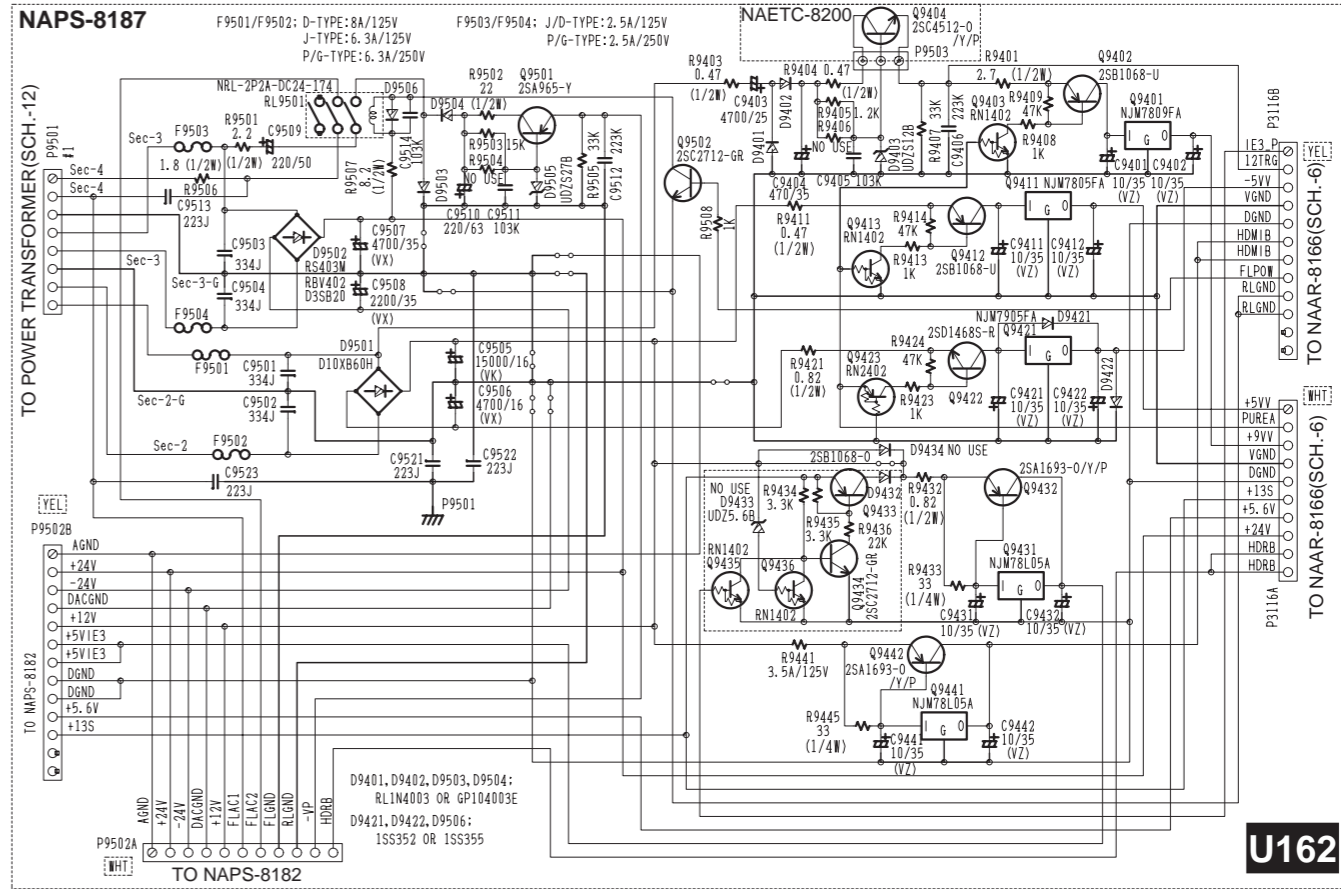 NAPS-8187
F9501/F9502: D-TYPE:8A/125V
J-TYPE:6.3A/125V
P/G-TYPE:6.3A/250V
F9503/F9504: J/D-TYPE:2.5A/125V
P/G-TYPE:2.5A/250V
NAETC-8200
Q9404
2SC4512-O
/Y/P
P9503
TO POWER TRANSFORMER(SCH.-12)
P9501
#1
Sec-4
Sec-4
Sec-3
F9503
1.8 (1/2W)
R9506
C9513
223J
R9501
2.2
(1/2W)
C9509
220/50
NRL-2P2A-DC24-174
RL9501
D9506
C9514
103K
R9507
8.2
(1/2W)
D9504
R9502
22
(1/2W)
Q9501
2SA965-Y
R9503
15K
R9504
NO USE
D9503
D9505
UDZS27B
R9505
33K
C9512
223K
C9510
220/63
C9511
103K
C9503
334J
C9504
334J
D9502
RS403M
RBV402
D3SB20
C9507
4700/35
(VX)
C9508
2200/35
(VX)
Sec-3
Sec-3-G
F9504
F9501
D9501
D10XB60H
C9501
334J
C9502
334J
Sec-2-G
Sec-2
F9502
C9523
223J
C9505
15000/16
(VK)
C9506
4700/16
(VX)
C9521
223J
C9522
223J
P9501
Q9502
2SC2712-GR
R9508
1K
R9403
0.47
(1/2W)
C9403
4700/25
D9402
D9401
R9404 0.47
(1/2W)
R9405
1.2K
R9406
NO USE
C9404
470/35
C9405 103K
D9403
UDZS12B
R9407
33K
C9406
223K
R9401
2.7
(1/2W)
Q9402
2SB1068-U
Q9403
RN1402
R9409
47K
R9408
1K
Q9401
NJM7809FA
I G O
C9401
10/35
(VZ)
C9402
10/35
(VZ)
R9411
0.47
(1/2W)
Q9413
RN1402
R9414
47K
R9413
1K
Q9412
2SB1068-U
Q9411 NJM7805FA
I G O
C9411
10/35
(VZ)
C9412
10/35
(VZ)
R9421
0.82
(1/2W)
Q9423
RN2402
R9424
47K
R9423
1K
2SD1468S-R
Q9422
NJM7905FA
Q9421
I G O
D9421
D9422
C9421
10/35
(VZ)
C9422
10/35
(VZ)
D9434 NO USE
2SB1068-O
NO USE
D9433
UDZ5.6B
R9434
3.3K
R9435
3.3K
D9432
Q9433
R9436
22K
RN1402
Q9435
Q9436
RN1402
Q9434
2SC2712-GR
R9432
0.82
(1/2W)
2SA1693-O/Y/P
Q9432
R9433
33
(1/4W)
Q9431
NJM78L05A
I G O
C9431
10/35
(VZ)
C9432
10/35
(VZ)
R9441
3.5A/125V
Q9442
2SA1693-O
/Y/P
R9445
33
(1/4W)
Q9441
NJM78L05A
I G O
C9441
10/35
(VZ)
C9442
10/35
(VZ)
P3116B
YEL
IE3_P
12TRG
-5VV
VGND
DGND
HDMIB
HDMIB
FLPOW
RLGND
RLGND
TO NAAR-8166(SCH.-6)
WHT
+5VV
PUREA
+9VV
VGND
DGND
+13S
+5.6V
+24V
HDRB
HDRB
P3116A
TO NAAR-8166(SCH.-6)
YEL
P9502B
AGND
+24V
-24V
DACGND
+12V
+5VIE3
+5VIE3
DGND
DGND
+5.6V
+13S
TO NAPS-8182
AGND
+24V
-24V
DACGND
+12V
FLAC1
FLAC2
FLGND
RLGND
-VP
HDRB
P9502A
WHT
TO NAPS-8182
D9401,D9402,D9503,D9504:
RL1N4003 OR GP104003E
D9421,D9422,D9506:
1SS352 OR 1SS355
U162